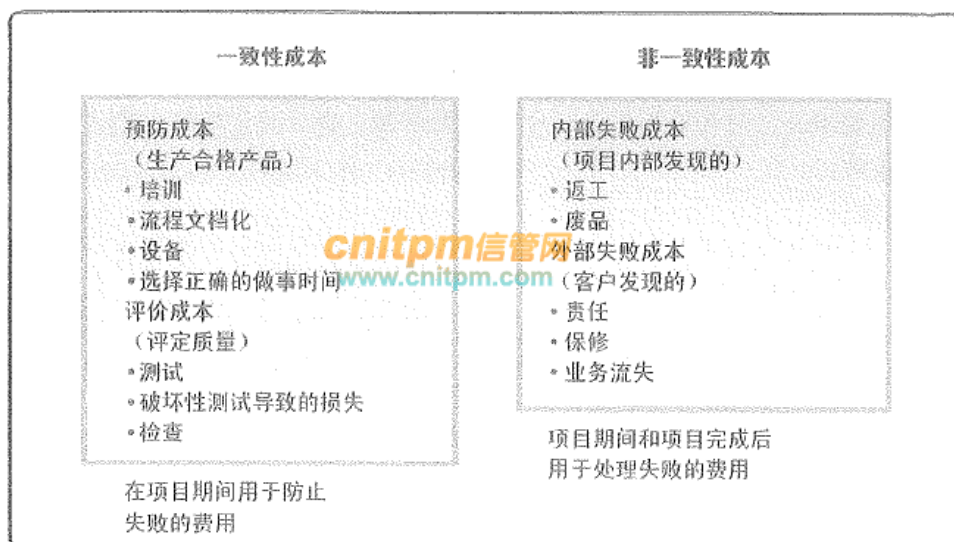 一致性成本
预防成本
（生产合格产品）
•培训
•流程文档化
•设备
•选择正确的做事时间
评价成本
（评定质量）
•测试
•破坏性测试导致的损失
•检查
在项目期间用于防止
失败的费用
非一致性成本
内部失败成本
（项目内部发现的）
•返工
•废品
外部失败成本
（客户发现的）
•责任
•保修
•业务流失
项目期间和项目完成后
用于处理失败的费用
cnitpm信管网
www.cnitpm.com